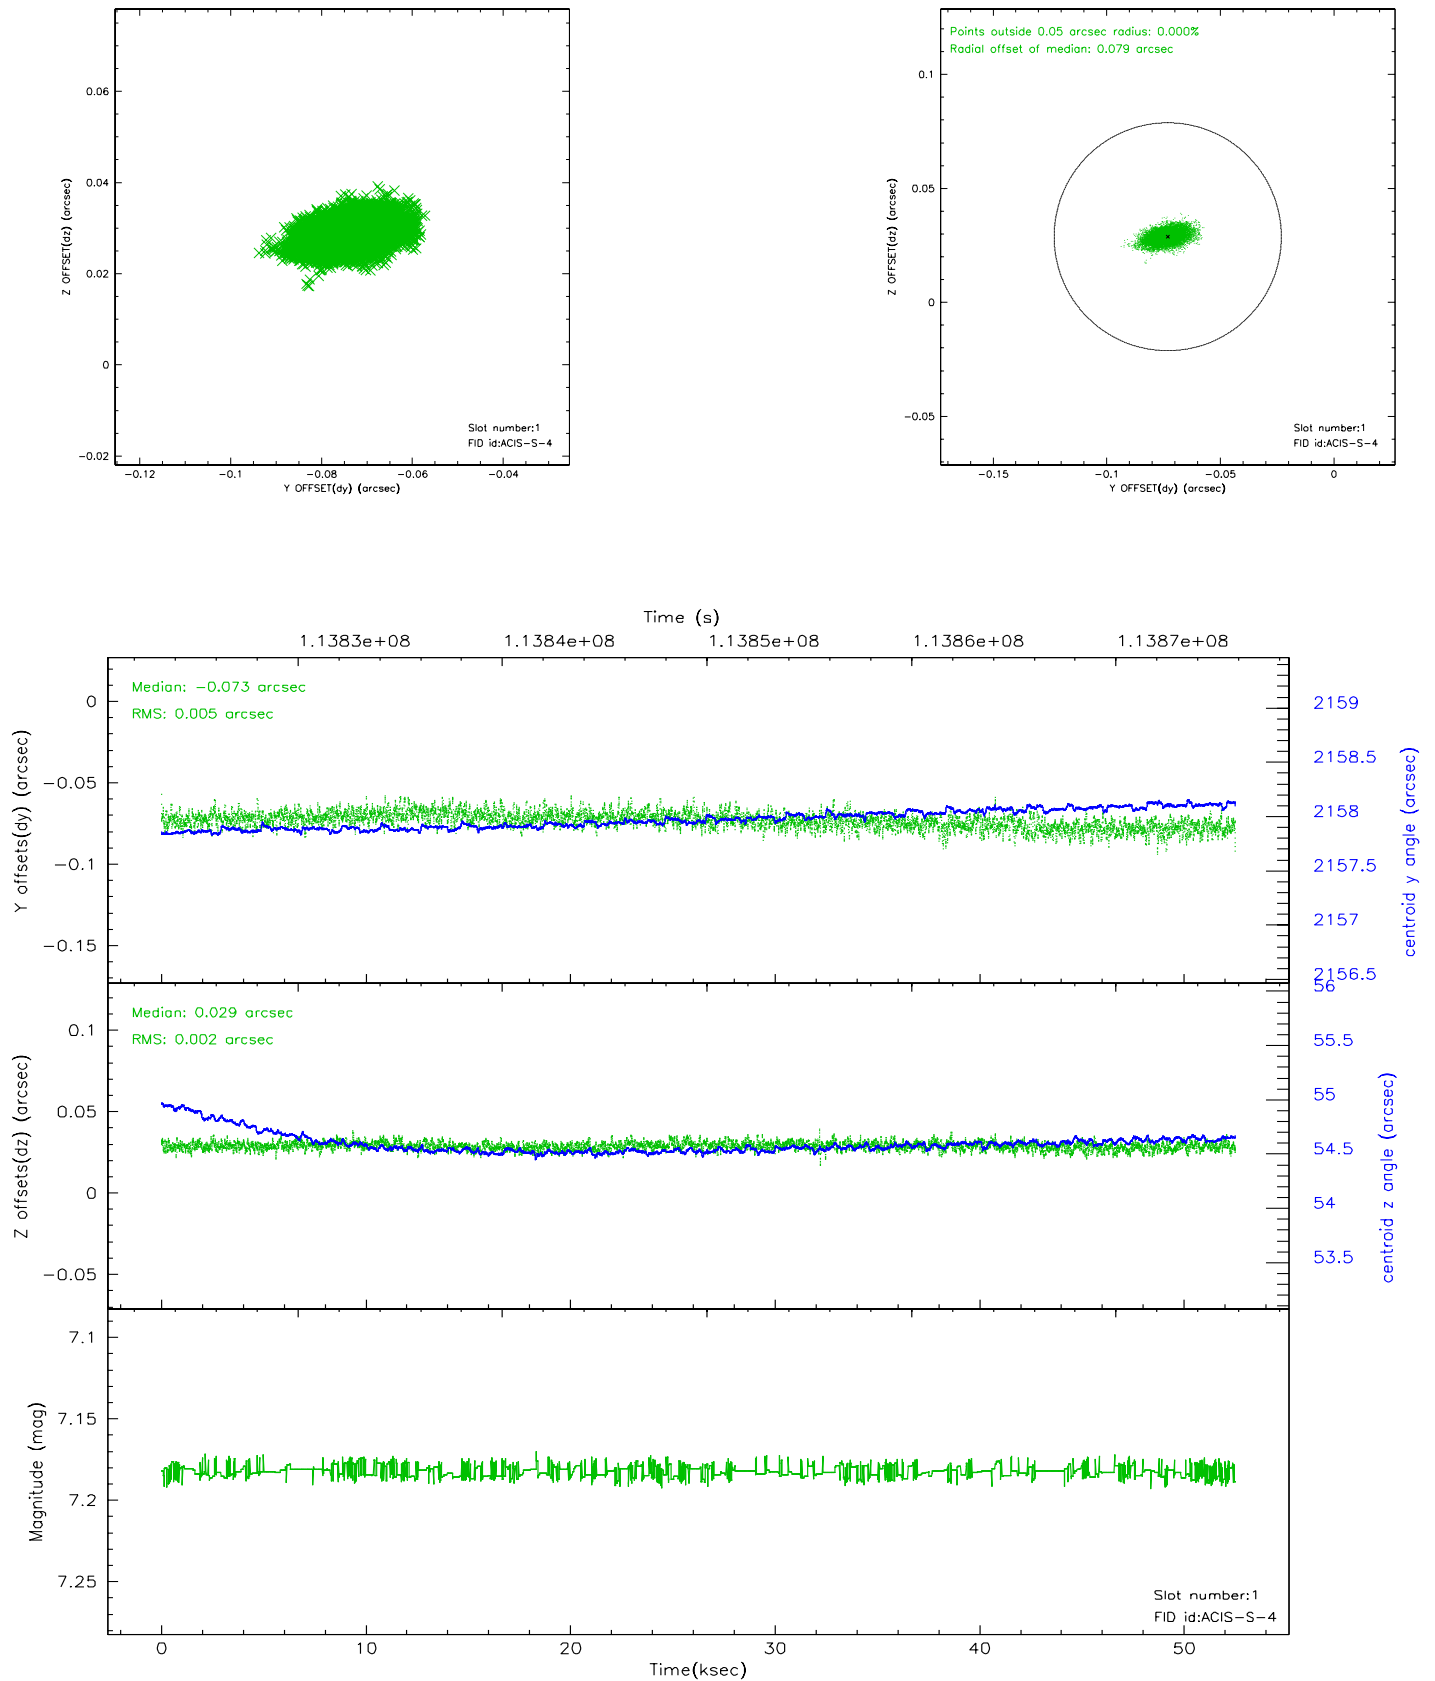 0.06
0.04
0.02
0
−0.02
Z OFFSET(dz) (arcsec)
Slot number:1
FID id:ACIS−S−4
−0.12 −0.1 −0.08 −0.06 −0.04
Y OFFSET(dy) (arcsec)
Points outside 0.05 arcsec radius: 0.000%
Radial offset of median: 0.079 arcsec
0.1
0.05
0
−0.05
Z OFFSET(dz) (arcsec)
Slot number:1
FID id:ACIS−S−4
−0.15 −0.1 −0.05 0
Y OFFSET(dy) (arcsec)
Time (s)
1.1383e+08 1.1384e+08 1.1385e+08 1.1386e+08 1.1387e+08
Median: −0.073 arcsec
RMS: 0.005 arcsec
0
−0.05
−0.1
−0.15
Y offsets(dy) (arcsec)
2159
2158.5
2158
2157.5
2157
2156.5
centroid y angle (arcsec)
Median: 0.029 arcsec
RMS: 0.002 arcsec
0.1
0.05
0
−0.05
Z offsets(dz) (arcsec)
56
55.5
55
54.5
54
53.5
centroid z angle (arcsec)
7.1
7.15
7.2
7.25
Magnitude (mag)
Slot number:1
FID id:ACIS−S−4
0 10 20 30 40 50
Time(ksec)